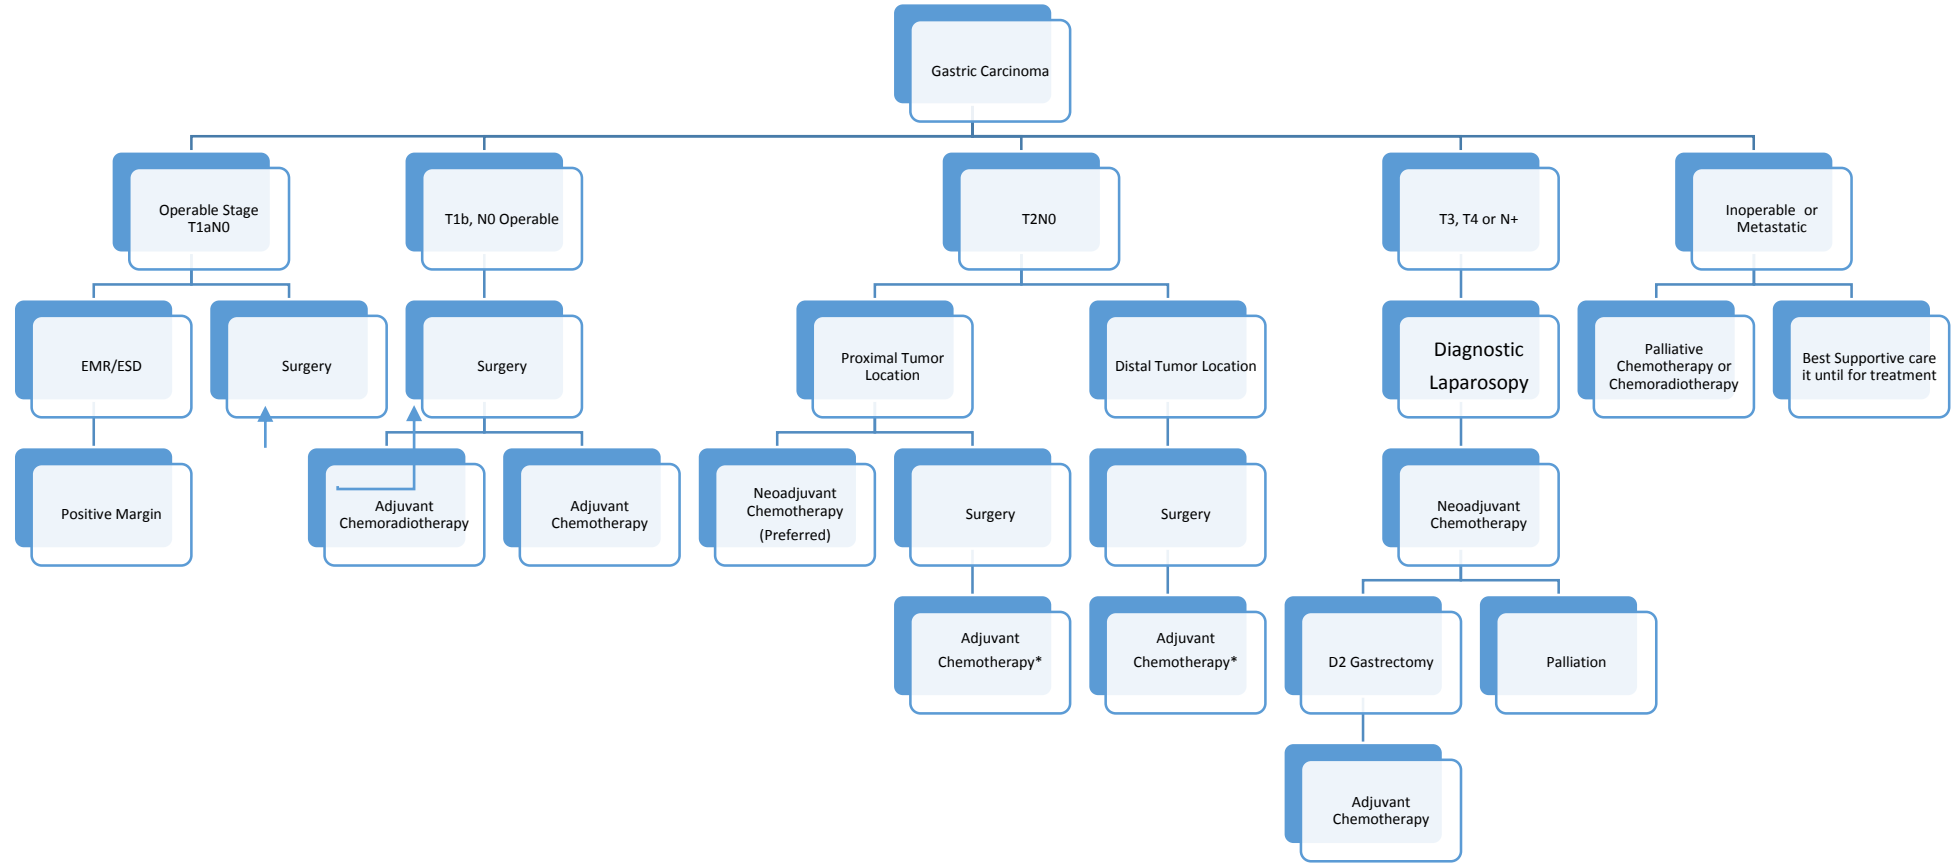 Gastric Carcinoma
Operable Stage
T1aN0
T1b, N0 Operable
T2N0
T3, T4 or N+
Inoperable or
Metastatic
EMR/ESD
Surgery
Surgery
Proximal Tumor
Location
Distal Tumor Location
Diagnostic
Laparosopy
Palliative
Chemotherapy or
Chemoradiotherapy
Best Supportive care
it until for treatment
Positive Margin
Adjuvant
Chemoradiotherapy
Adjuvant
Chemotherapy
Neoadjuvant
Chemotherapy
(Preferred)
Surgery
Surgery
Neoadjuvant
Chemotherapy
Adjuvant
Chemotherapy*
Adjuvant
Chemotherapy*
D2 Gastrectomy
Palliation
Adjuvant
Chemotherapy